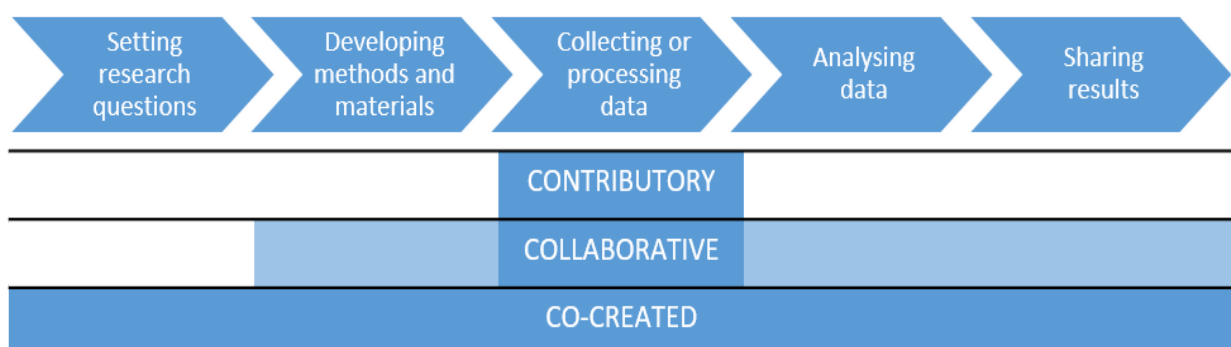 Setting
research
questions
Developing
methods and
materials
Collecting or
processing
data
Analysing
data
Sharing
results
CONTRIBUTORY
COLLABORATIVE
CO-CREATED